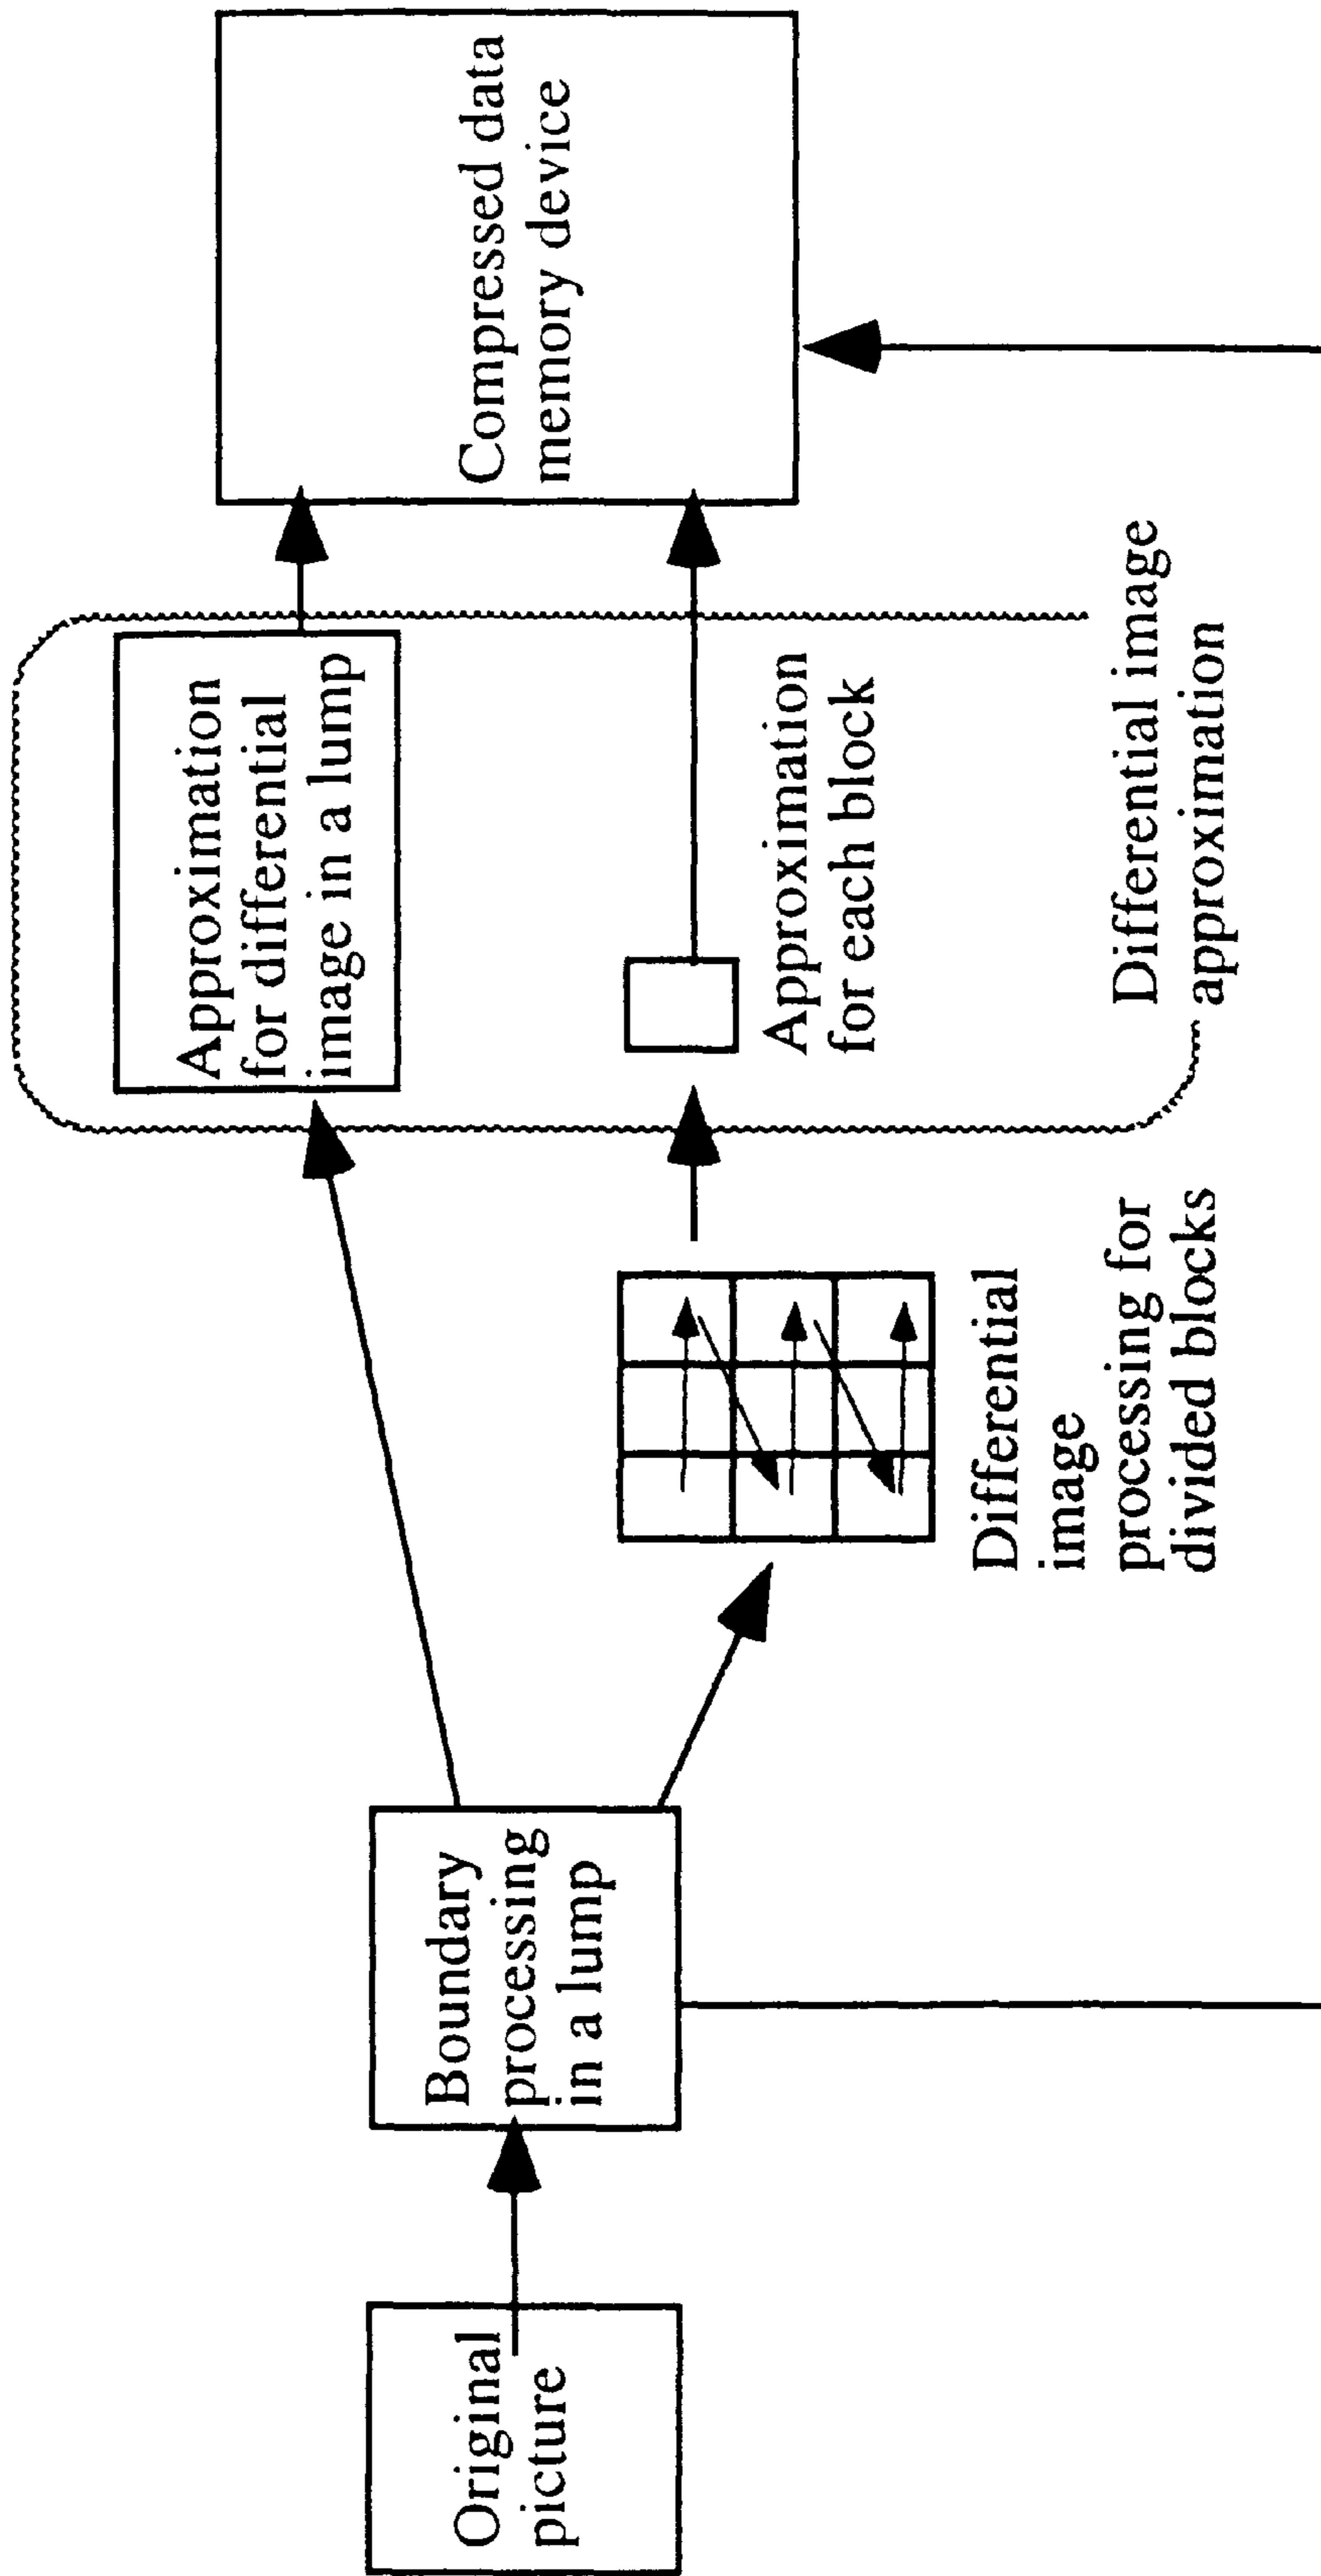 Original
picture
Boundary
processing
in a lump
Approximation
for differential
image in a lump
Differential
image
processing for
divided blocks
Approximation
for each block
Differential image
approximation
Compressed data
memory device